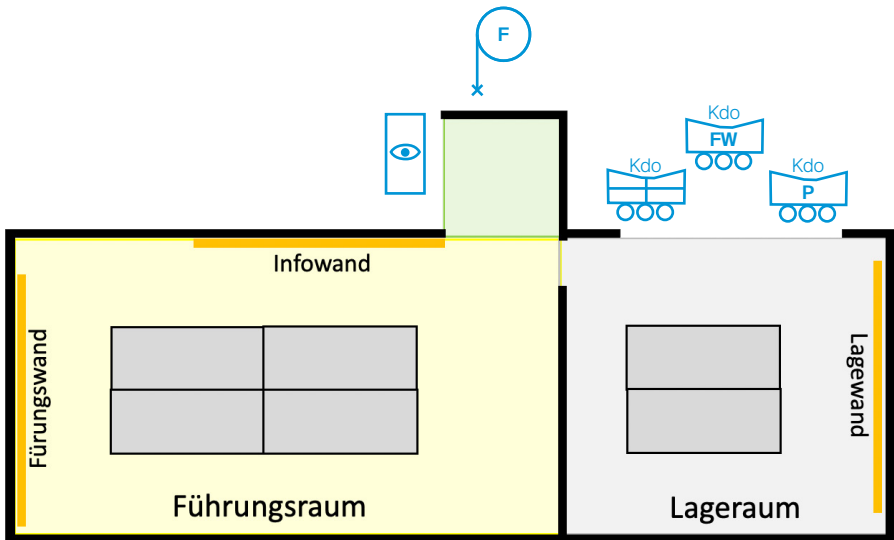 F
Kdo
FW
Kdo
Kdo
P
Infowand
Fürungswand
Lagewand
Führungsraum
Lageraum